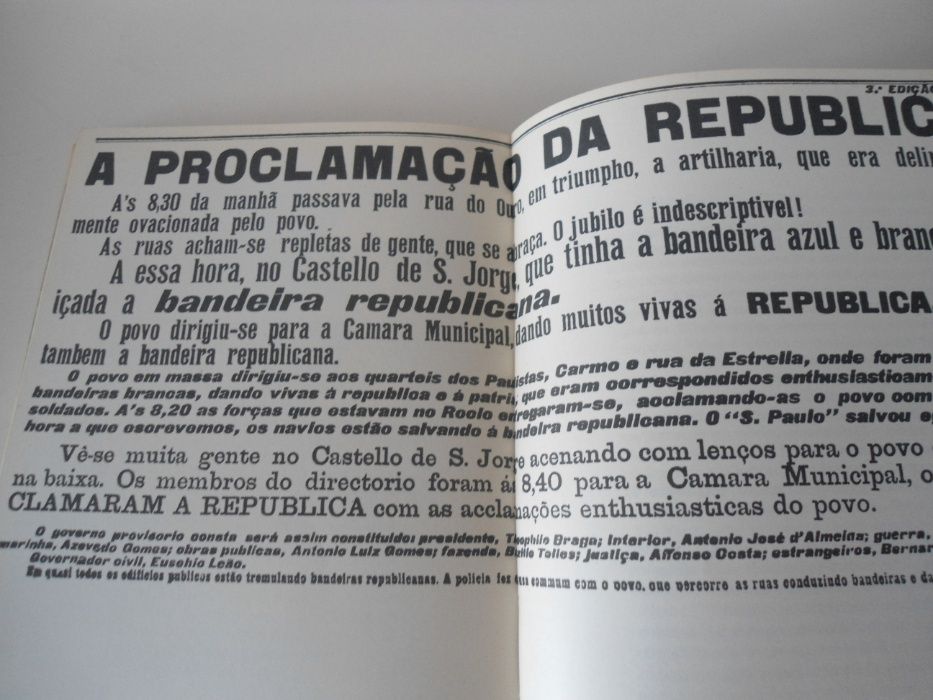 3.ª EDIÇÃO
A PROCLAMAÇÃO DA REPUBLIC
A's 8,30 da manhã passava pela rua do Ouro, em triumpho, a artilharia, que era delir
mente ovacionada pelo povo.
As ruas acham-se repletas de gente, que se abraça. O jubilo é indescriptivel!
A essa hora, no Castello de S. Jorge, que tinha a bandeira azul e branc
içada a bandeira republicana.
O povo dirigiu-se para a Camara Municipal, dando muitos vivas á REPUBLICA
tambem a bandeira republicana.
O povo em massa dirigiu-se aos quarteis dos Paulistas, Carmo e rua da Estrella, onde foram
bandeiras brancas, dando vivas á republica e á patria, que eram correspondidos enthusiasticam
soldados. A's 8,20 as forças que estavam no Rocio entregaram-se, acclamando-as o povo com
hora a que escrevemos, os navios estão salvando á bandeira republicana. O "S. Paulo" salvou e
Vê-se muita gente no Castello de S. Jorge acenando com lenços para o povo
na baixa. Os membros do directorio foram ás 8,40 para a Camara Municipal, o
CLAMARAM A REPUBLICA com as acclamações enthusiasticas do povo.
O governo provisorio consta será assim constituido: presidente, Theophilo Braga; interior, Antonio José d'Almeida; guerra,
marinha, Azevedo Gomes; obras publicas, Antonio Luiz Gomes; fazenda, Bazilio Telles; justiça, Affonso Costa; estrangeiros, Bernar
Governador civil, Eusebio Leão.
Em quasi todos os edificios publicos estão tremulando bandeiras republicanas. A policia fez causa commum com o povo, que percorre as ruas conduzindo bandeiras e da